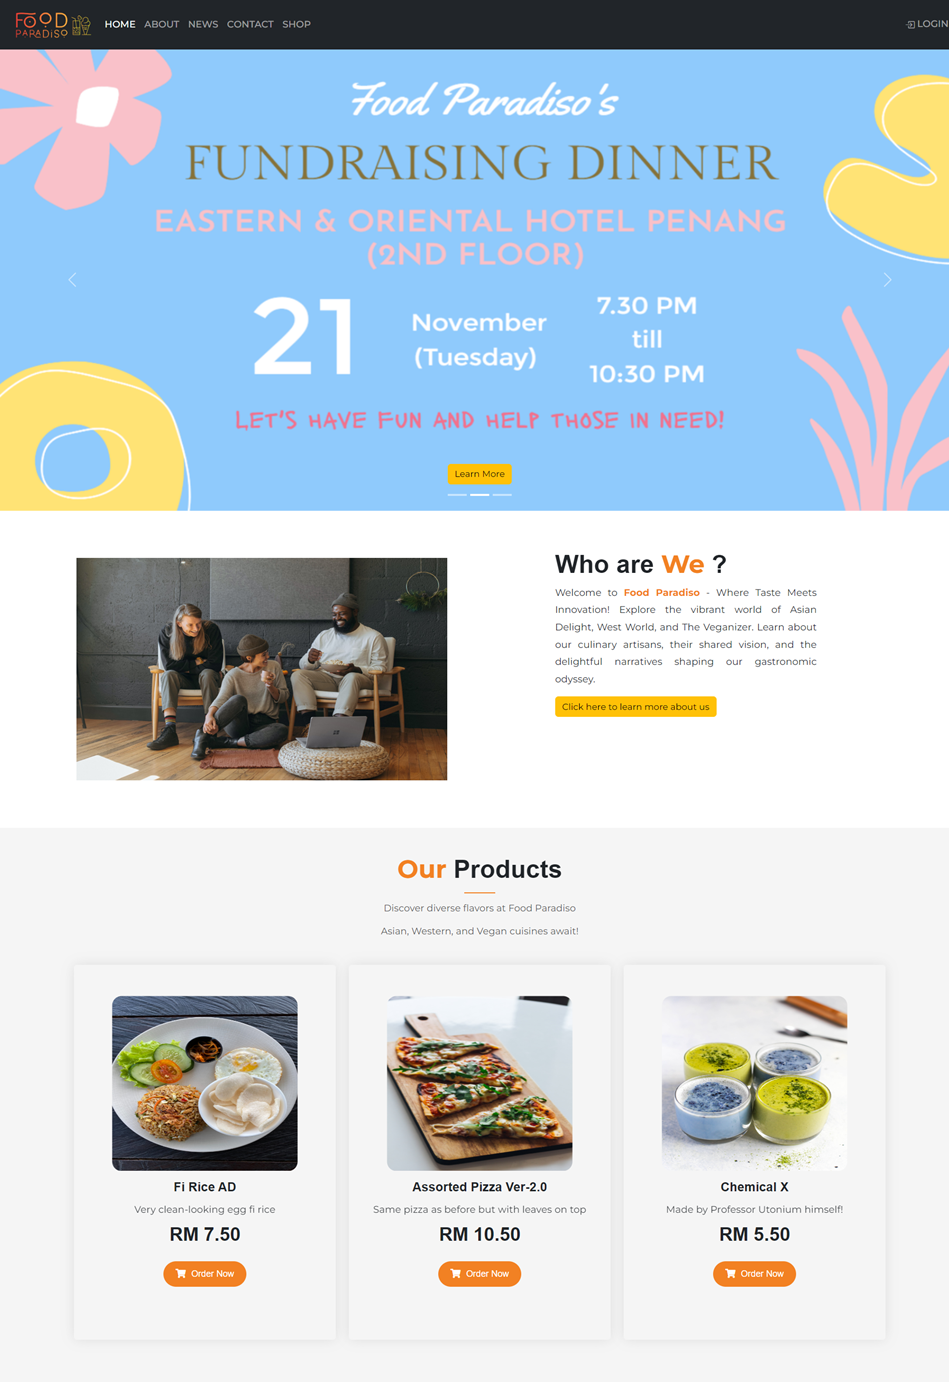 FOOD
PARADISO
HOME ABOUT NEWS CONTACT SHOP
LOGIN
Food Paradiso's
FUNDRAISING DINNER
EASTERN & ORIENTAL HOTEL PENANG
(2ND FLOOR)
21
November
(Tuesday)
7.30 PM
till
10:30 PM
LET'S HAVE FUN AND HELP THOSE IN NEED!
Learn More
Who are We ?
Welcome to Food Paradiso - Where Taste Meets
Innovation! Explore the vibrant world of Asian
Delight, West World, and The Veganizer. Learn about
our culinary artisans, their shared vision, and the
delightful narratives shaping our gastronomic
odyssey.
Click here to learn more about us
Our Products
Discover diverse flavors at Food Paradiso
Asian, Western, and Vegan cuisines await!
Fi Rice AD
Very clean-looking egg fi rice
RM 7.50
Order Now
Assorted Pizza Ver-2.0
Same pizza as before but with leaves on top
RM 10.50
Order Now
Chemical X
Made by Professor Utonium himself!
RM 5.50
Order Now